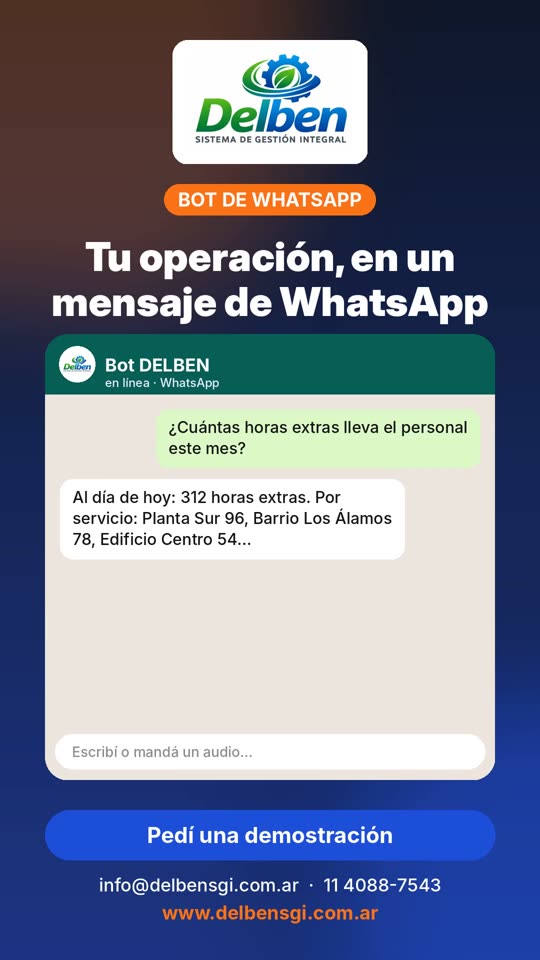 Delben
SISTEMA DE GESTIÓN INTEGRAL
BOT DE WHATSAPP
Tu operación, en un
mensaje de WhatsApp
Delben
Bot DELBEN
en línea · WhatsApp
¿Cuántas horas extras lleva el personal
este mes?
Al día de hoy: 312 horas extras. Por
servicio: Planta Sur 96, Barrio Los Álamos
78, Edificio Centro 54...
Escribí o mandá un audio...
Pedí una demostración
info@delbensgi.com.ar · 11 4088-7543
www.delbensgi.com.ar